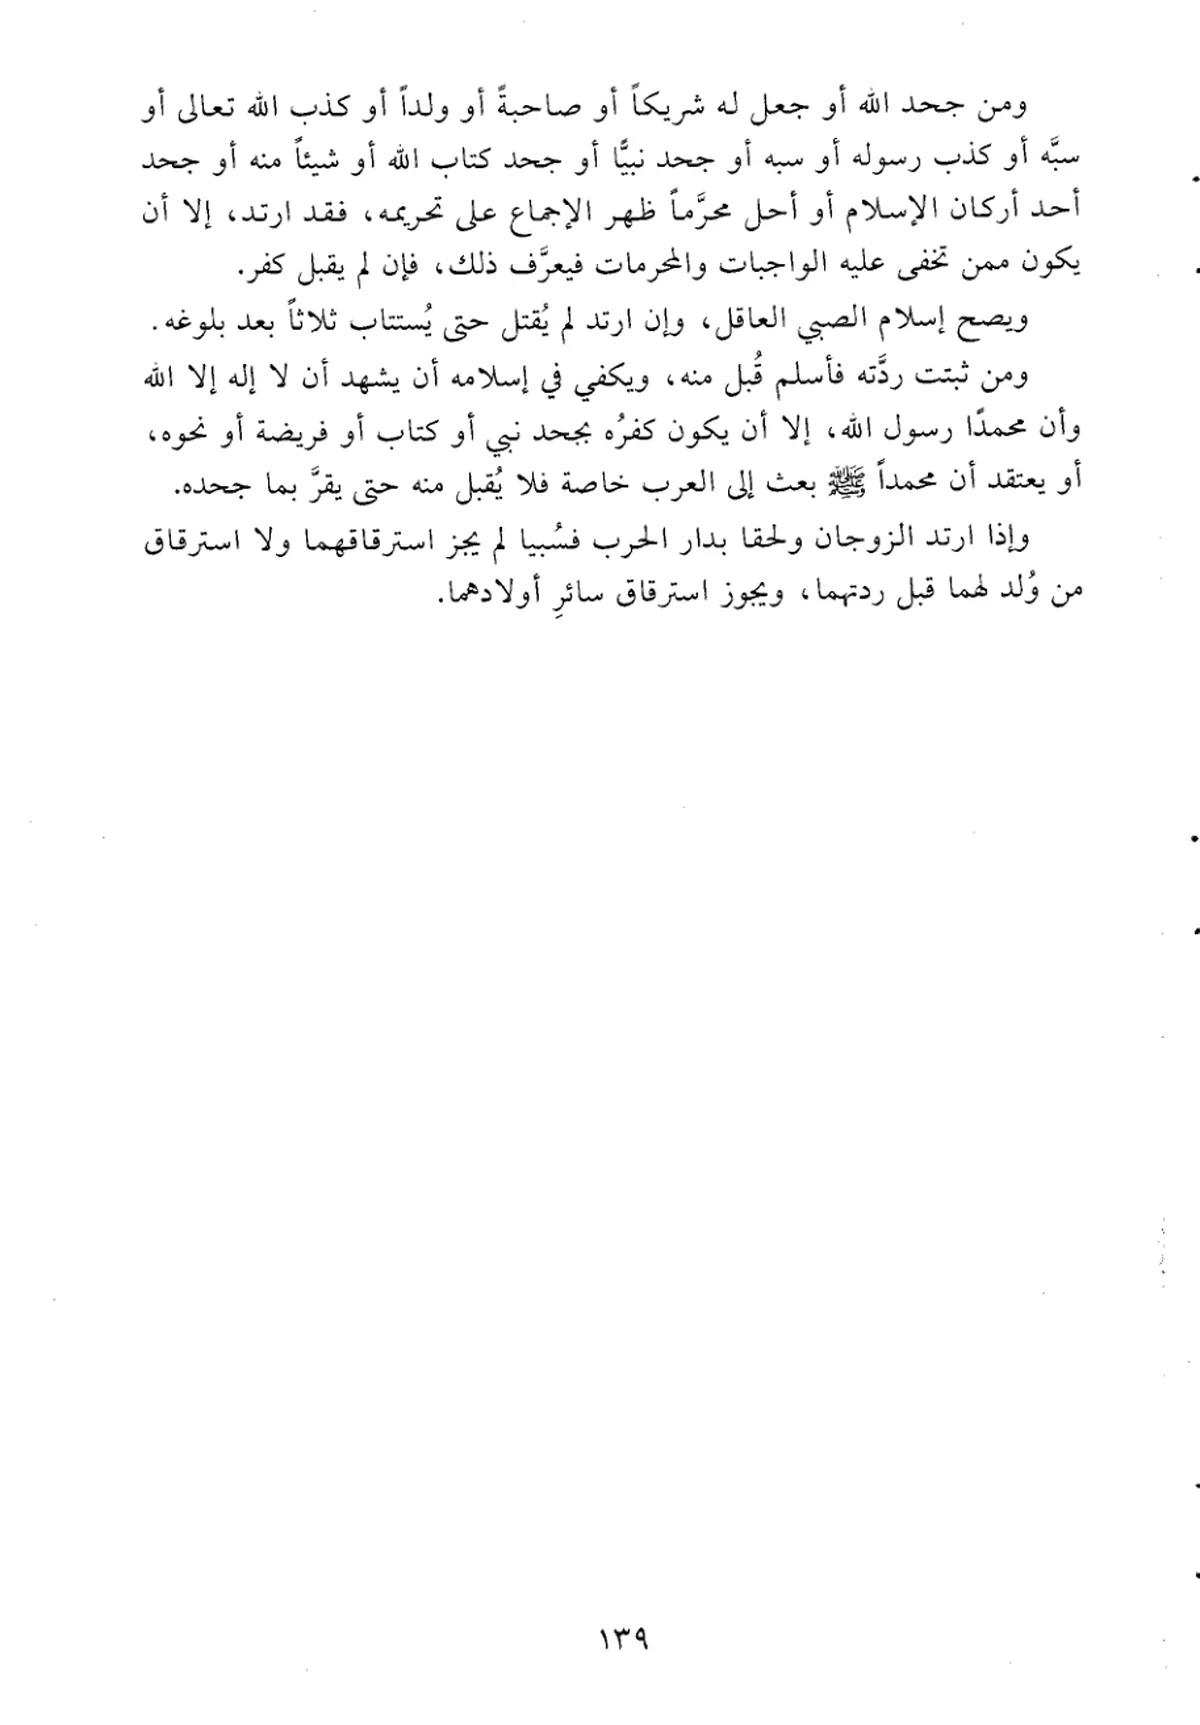 ومن جحد الله أو جعل له شريكاً أو صاحبةً أو ولداً أو كذب الله تعالى أو
سبَّه أو كذب رسوله أو سبه أو جحد نبيًّا أو جحد كتاب الله أو شيئاً منه أو جحد
أحد أركان الإسلام أو أحل محرَّماً ظهر الإجماع على تحريمه، فقد ارتد، إلا أن
يكون ممن تخفى عليه الواجبات والمحرمات فيعرَّف ذلك، فإن لم يقبل كفر.
ويصح إسلام الصبي العاقل، وإن ارتد لم يُقتل حتى يُستتاب ثلاثاً بعد بلوغه.
ومن ثبتت ردَّته فأسلم قُبل منه، ويكفي في إسلامه أن يشهد أن لا إله إلا الله
وأن محمدًا رسول الله، إلا أن يكون كفرُه بجحد نبي أو كتاب أو فريضة أو نحوه،
أو يعتقد أن محمداً ﷺ بعث إلى العرب خاصة فلا يُقبل منه حتى يقرَّ بما جحده.
وإذا ارتد الزوجان ولحقا بدار الحرب فسُبيا لم يجز استرقاقهما ولا استرقاق
من وُلد لهما قبل ردتهما، ويجوز استرقاق سائرِ أولادهما.
١٣٩